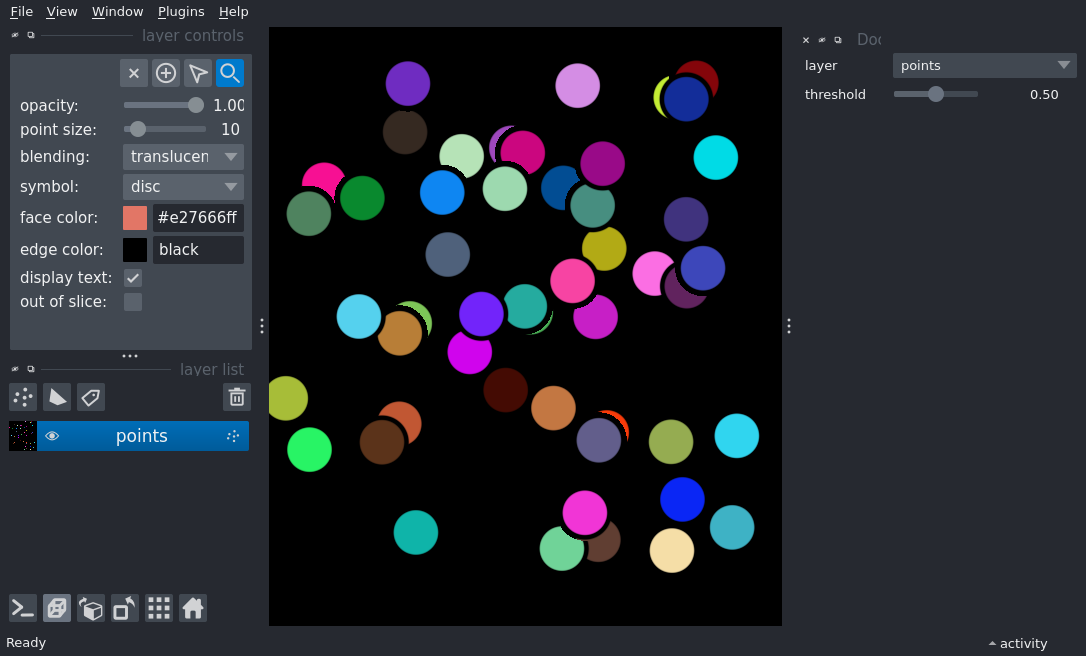 File View Window Plugins Help
layer controls
opacity: 1.00
point size: 10
blending: translucen
symbol: disc
face color: #e27666ff
edge color: black
display text:
out of slice:
layer list
points
Ready
Doc
layer points
threshold 0.50
activity